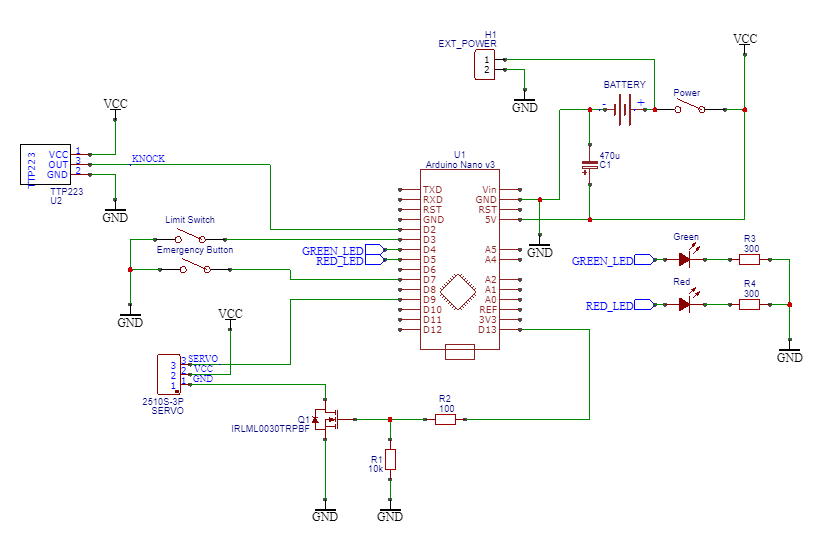 H1
EXT_POWER
1
2
GND
VCC
BATTERY
- +
Power
470u
C1
+
VCC
TTP223
VCC 1
OUT 3
GND 2
KNOCK
TTP223
U2
GND
U1
Arduino Nano v3
TXD
RXD
RST
GND
D2
D3
D4
D5
D6
D7
D8
D9
D10
D11
D12
Vin
GND
RST
5V
A5
A4
A2
A1
A0
REF
3V3
D13
GND
Limit Switch
Emergency Button
GREEN_LED
RED_LED
GND
Green
R3
300
GREEN_LED
Red
R4
300
RED_LED
GND
VCC
3 3 SERVO
2 2 VCC
1 1 GND
2510S-3P
SERVO
Q1
IRLML0030TRPBF
R2
100
R1
10k
GND
GND